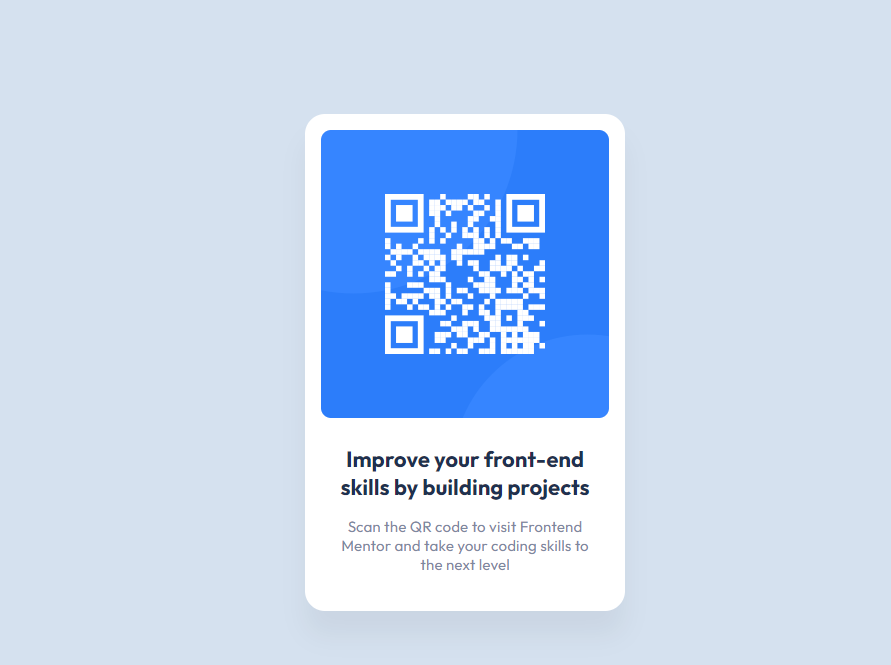 Improve your front-end
skills by building projects
Scan the QR code to visit Frontend
Mentor and take your coding skills to
the next level